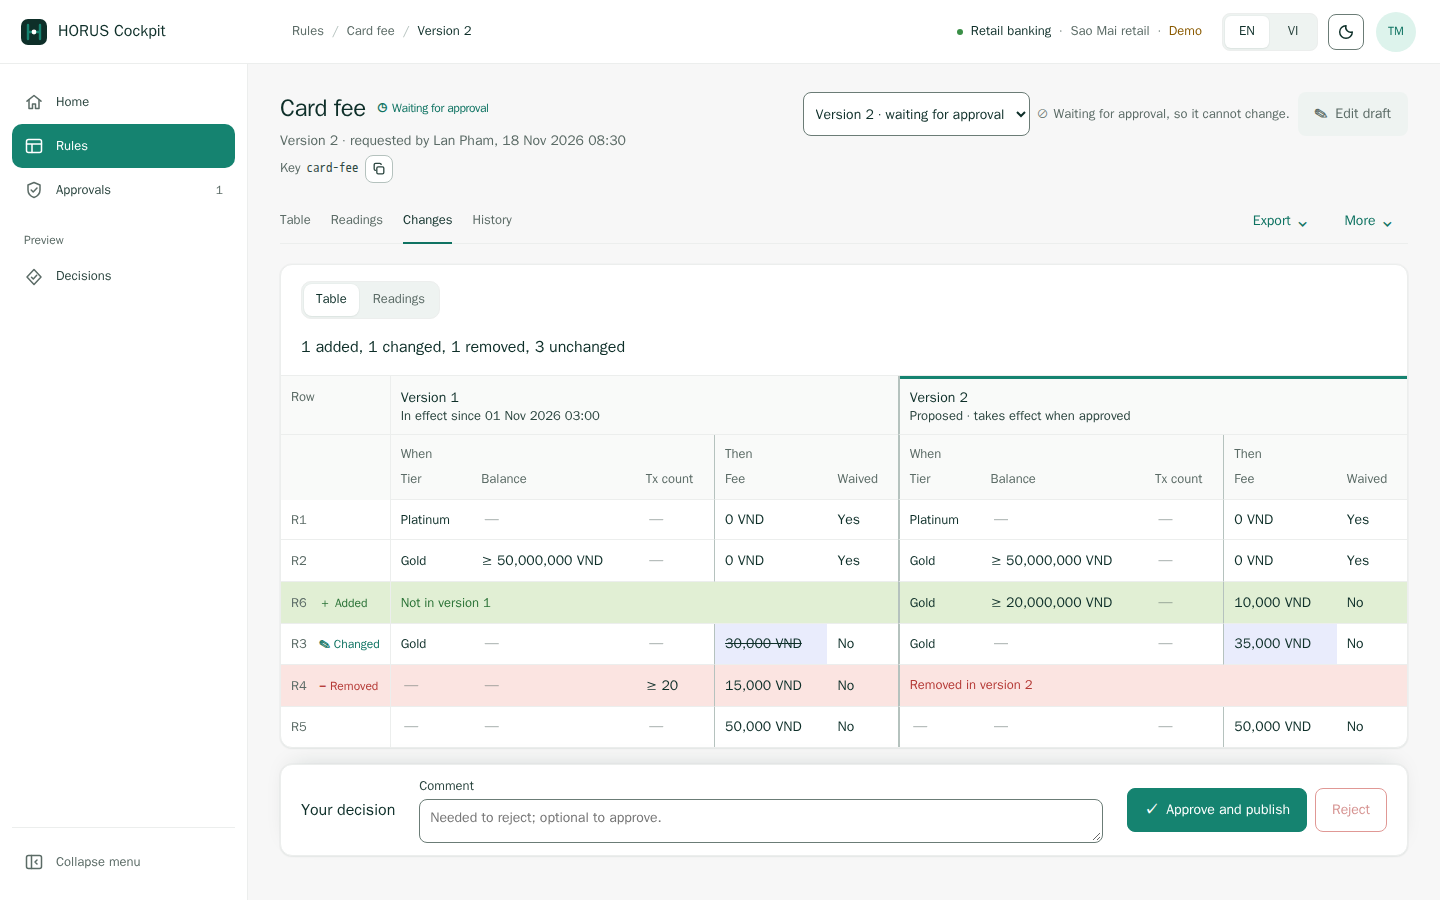 HORUS Cockpit
Rules / Card fee / Version 2
Retail banking · Sao Mai retail · Demo
EN VI
TM
Home
Rules
Approvals 1
Preview
Decisions
Collapse menu
Card fee Waiting for approval
Version 2 · requested by Lan Pham, 18 Nov 2026 08:30
Key card-fee
Version 2 · waiting for approval
Waiting for approval, so it cannot change.
Edit draft
Table Readings Changes History
Export More
Table Readings
1 added, 1 changed, 1 removed, 3 unchanged
Row Version 1 Version 2
In effect since 01 Nov 2026 03:00 Proposed · takes effect when approved
When Then When Then
Tier Balance Tx count Fee Waived Tier Balance Tx count Fee Waived
R1 Platinum — — 0 VND Yes Platinum — — 0 VND Yes
R2 Gold ≥ 50,000,000 VND — 0 VND Yes Gold ≥ 50,000,000 VND — 0 VND Yes
R6 + Added Not in version 1 Gold ≥ 20,000,000 VND — 10,000 VND No
R3 ✎ Changed Gold — — 30,000 VND No Gold — — 35,000 VND No
R4 − Removed — — ≥ 20 15,000 VND No Removed in version 2
R5 — — — 50,000 VND No — — — 50,000 VND No
Comment
Your decision
Needed to reject; optional to approve.
✓ Approve and publish
Reject